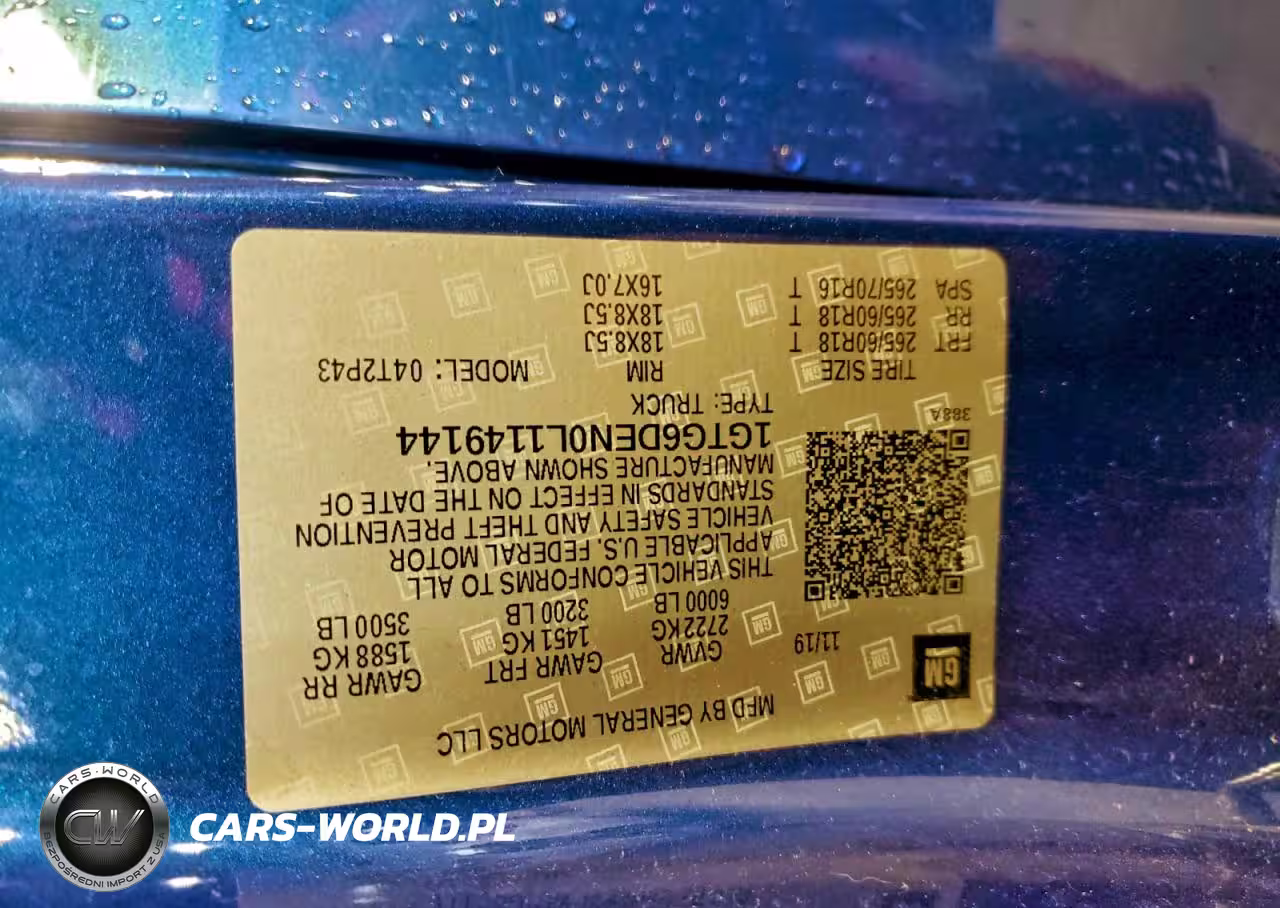 MFD BY GENERAL MOTORS LLC
GM
11/19
GVWR GAWR FRT GAWR RR
2722 KG 1451 KG 1588 KG
6000 LB 3200 LB 3500 LB
THIS VEHICLE CONFORMS TO ALL
APPLICABLE U.S. FEDERAL MOTOR
VEHICLE SAFETY AND THEFT PREVENTION
STANDARDS IN EFFECT ON THE DATE OF
MANUFACTURE SHOWN ABOVE.
1GTG6DEN0L1149144
TYPE: TRUCK
388A
TIRE SIZE RIM MODEL: 04T2P43
FRT 265/60R18 T 18X8.5J
RR 265/60R18 T 18X8.5J
SPA 265/70R16 T 16X7.0J
CARS-WORLD
CW
BEZPOŚREDNI IMPORT Z USA
CARS-WORLD.PL